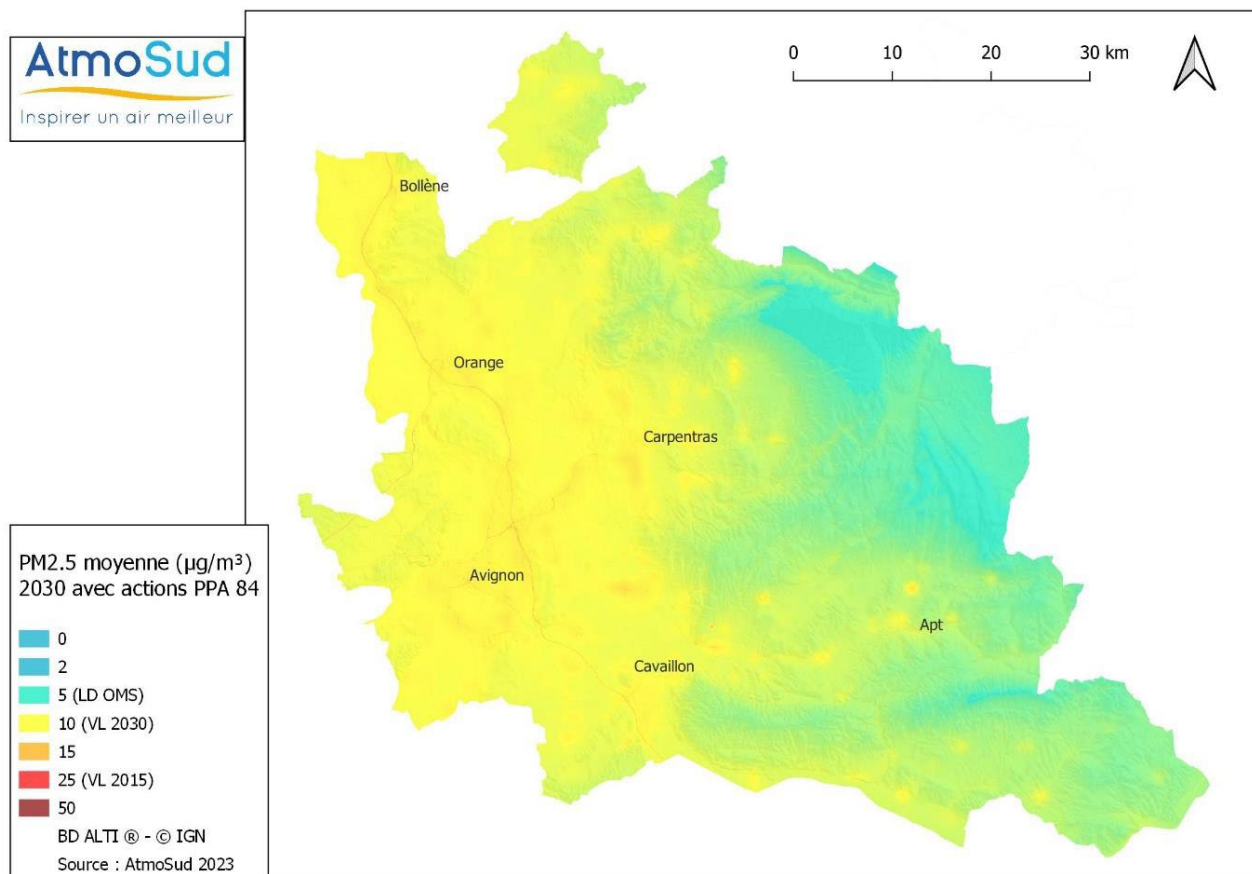 AtmoSud
Inspirer un air meilleur
0 10 20 30 km
Bollène
Orange
Carpentras
Avignon
Apt
Cavaillon
PM2.5 moyenne (µg/m³)
2030 avec actions PPA 84
0
2
5 (LD OMS)
10 (VL 2030)
15
25 (VL 2015)
50
BD ALTI ® - © IGN
Source : AtmoSud 2023